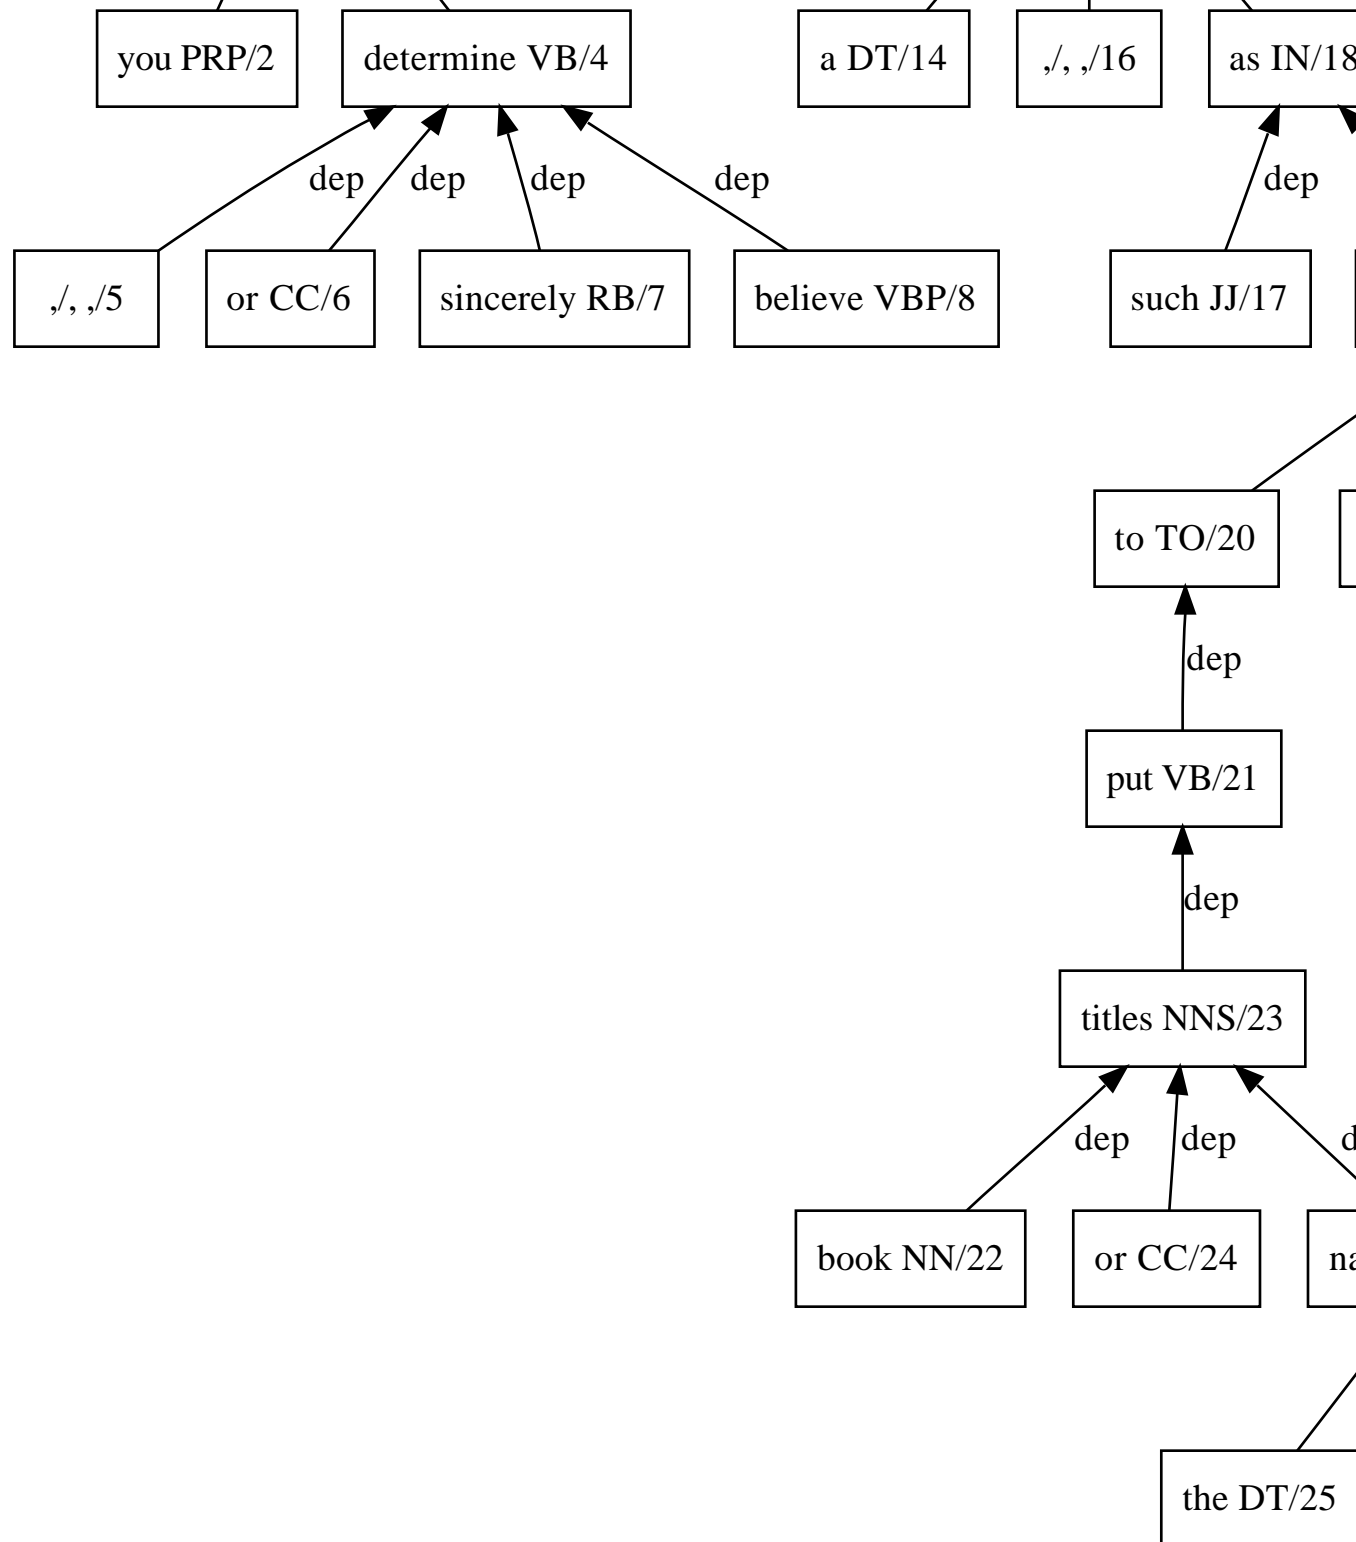 you PRP/2 determine VB/4 a DT/14 ,/, ,/16 as IN/18
dep dep dep dep dep
,/, ,/5 or CC/6 sincerely RB/7 believe VBP/8 such JJ/17
to TO/20
dep
put VB/21
dep
titles NNS/23
dep dep
book NN/22 or CC/24
the DT/25